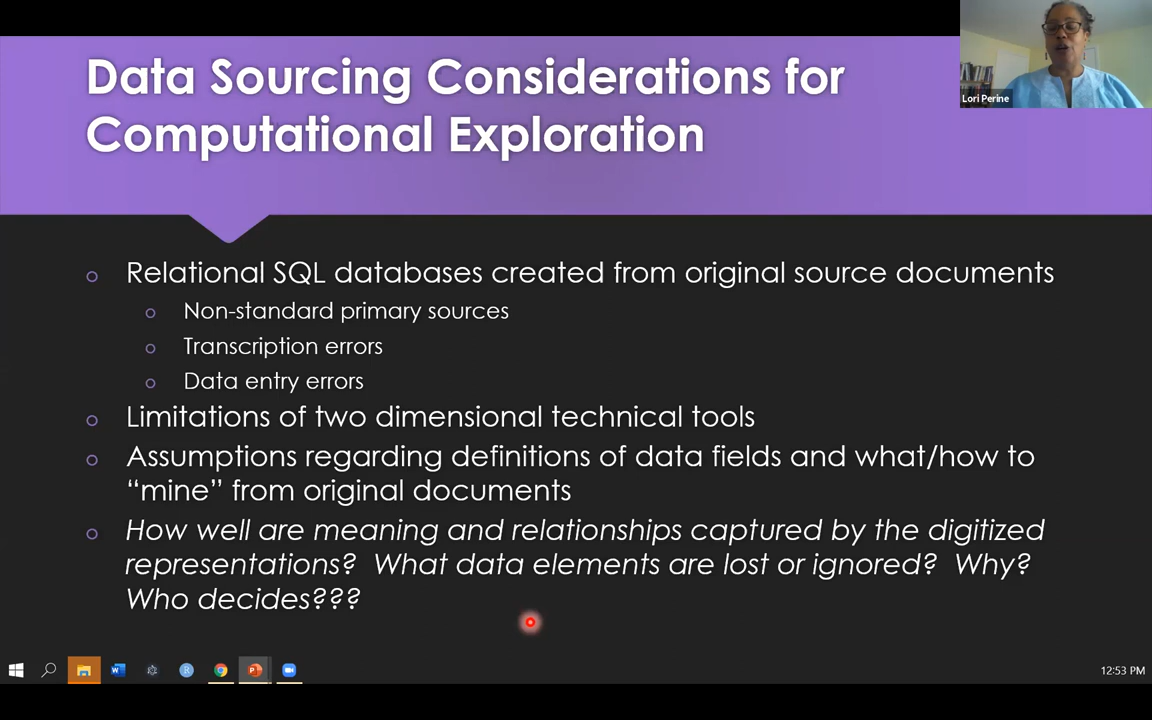 Data Sourcing Considerations for
Computational Exploration
Lori Perine
o Relational SQL databases created from original source documents
o Non-standard primary sources
o Transcription errors
o Data entry errors
o Limitations of two dimensional technical tools
o Assumptions regarding definitions of data fields and what/how to
“mine” from original documents
o How well are meaning and relationships captured by the digitized
representations? What data elements are lost or ignored? Why?
Who decides???
12:53 PM